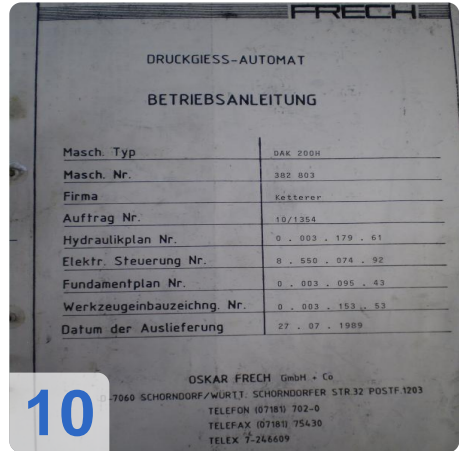 FRECH
DRUCKGIESS-AUTOMAT
BETRIEBSANLEITUNG
Masch. Typ DAK 200H
Masch. Nr. 382 803
Firma Ketterer
Auftrag Nr. 10/1354
Hydraulikplan Nr. 0 . 003 . 179 . 61
Elektr. Steuerung Nr. 8 . 550 . 074 . 92
Fundamentplan Nr. 0 . 003 . 095 . 43
Werkzeugeinbauzeichng. Nr. 0 . 003 . 153 . 53
Datum der Auslieferung 27 . 07 . 1989
OSKAR FRECH GmbH + Co
D-7060 SCHORNDORF/WÜRTT. SCHORNDORFER STR.32 POSTF.1203
TELEFON (07181) 702-0
TELEFAX (07181) 75430
TELEX 7-246609
10